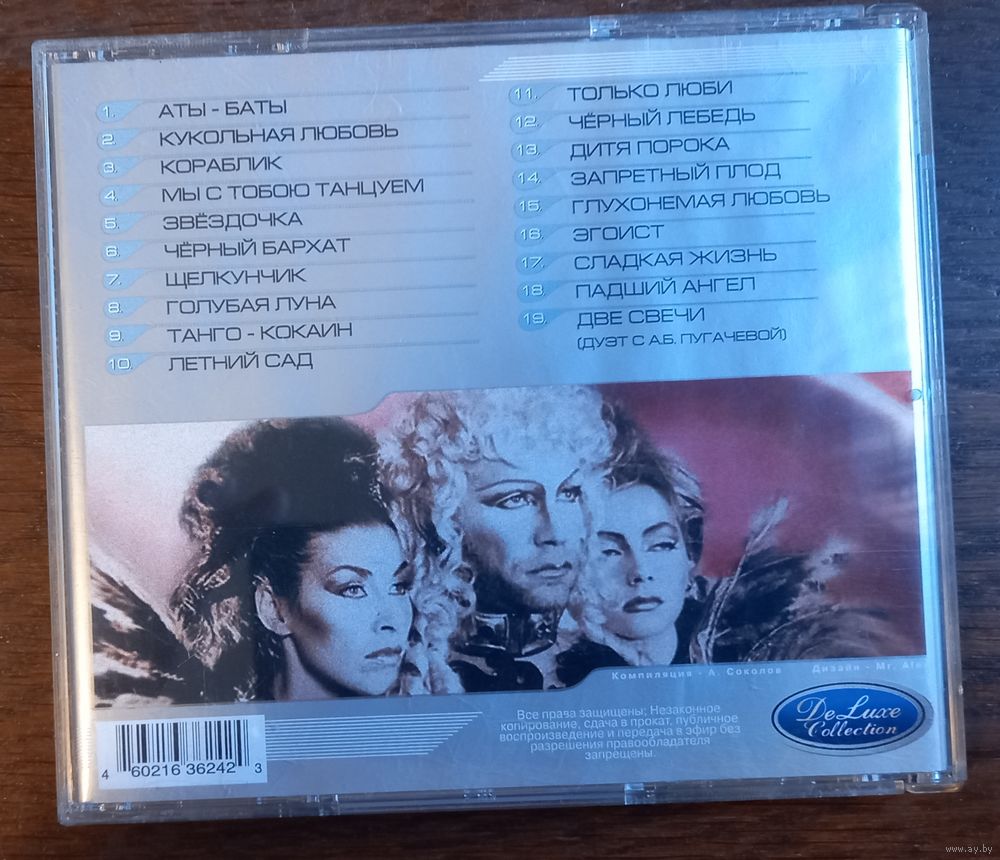 1. АТЫ - БАТЫ
2. КУКОЛЬНАЯ ЛЮБОВЬ
3. КОРАБЛИК
4. МЫ С ТОБОЮ ТАНЦУЕМ
5. ЗВЁЗДОЧКА
6. ЧЁРНЫЙ БАРХАТ
7. ЩЕЛКУНЧИК
8. ГОЛУБАЯ ЛУНА
9. ТАНГО - КОКАИН
10. ЛЕТНИЙ САД
11. ТОЛЬКО ЛЮБИ
12. ЧЁРНЫЙ ЛЕБЕДЬ
13. ДИТЯ ПОРОКА
14. ЗАПРЕТНЫЙ ПЛОД
15. ГЛУХОНЕМАЯ ЛЮБОВЬ
16. ЭГОИСТ
17. СЛАДКАЯ ЖИЗНЬ
18. ПАДШИЙ АНГЕЛ
19. ДВЕ СВЕЧИ
(ДУЭТ С А.Б. ПУГАЧЕВОЙ)
Компиляция - А. Соколов Дизайн - Mr.
Все права защищены; Незаконное
копирование, сдача в прокат, публичное
воспроизведение и передача в эфир без
разрешения правообладателя
запрещены.
DeLuxe
Collection
4 60216 36242 3
www.ay.by